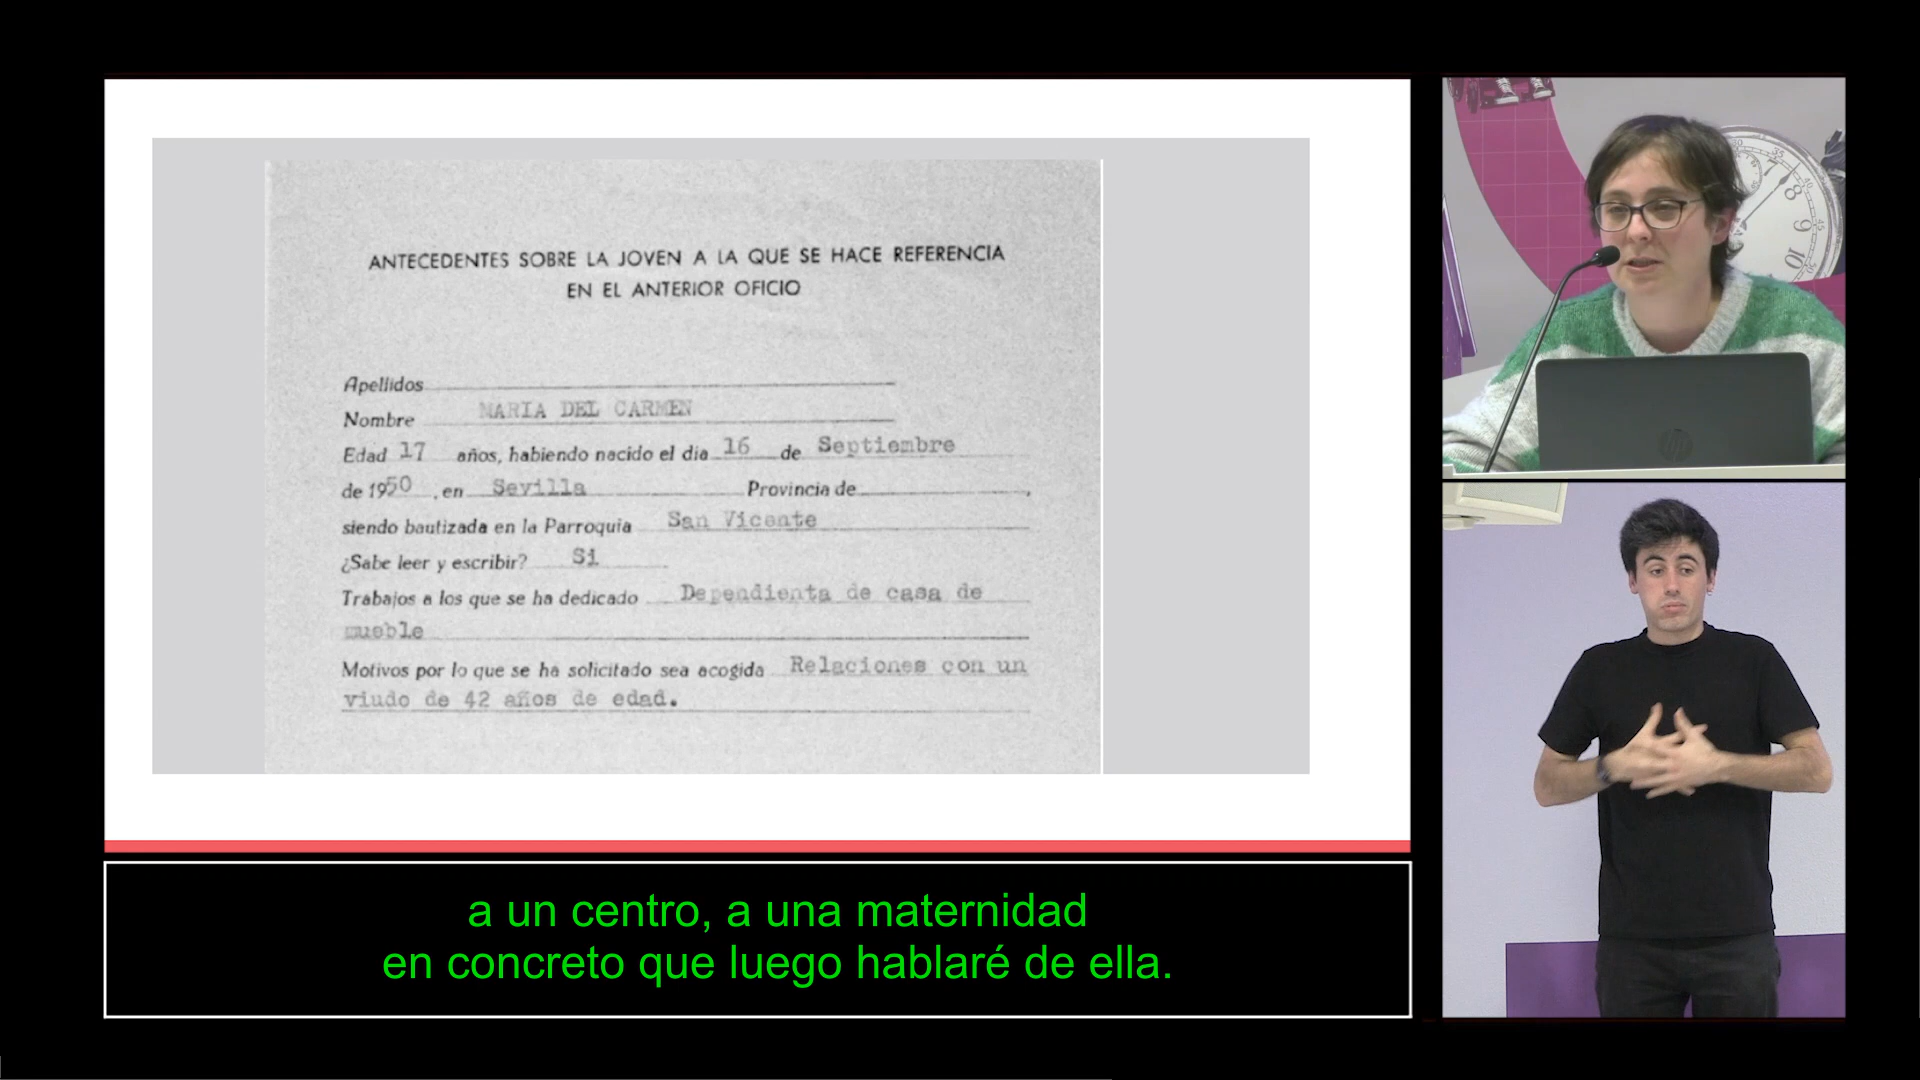 ANTECEDENTES SOBRE LA JOVEN A LA QUE SE HACE REFERENCIA
EN EL ANTERIOR OFICIO
Apellidos
Nombre MARIA DEL CARMEN
Edad 17 años, habiendo nacido el día 16 de Septiembre
de 1950, en Sevilla Provincia de
siendo bautizada en la Parroquia San Vicente
¿Sabe leer y escribir? Si
Trabajos a los que se ha dedicado Dependienta de casa de
mueble
Motivos por lo que se ha solicitado sea acogida Relaciones con un
viudo de 42 años de edad.
a un centro, a una maternidad
en concreto que luego hablaré de ella.